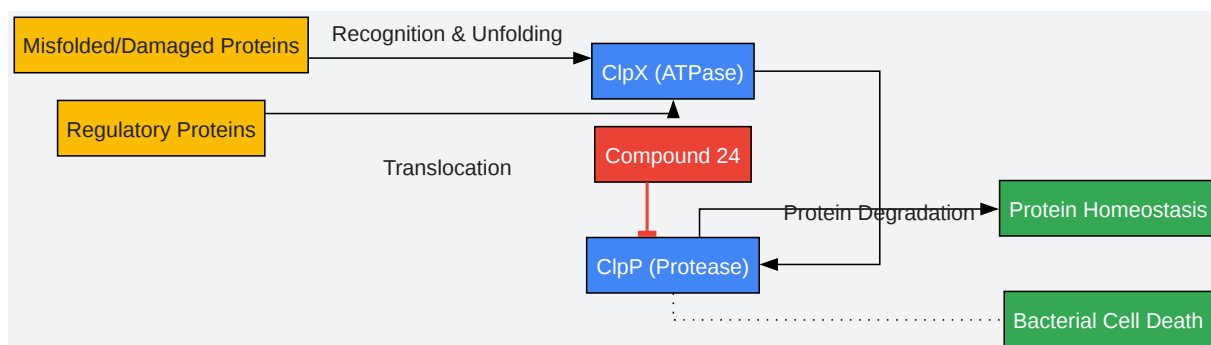 Misfolded/Damaged Proteins
Recognition & Unfolding
ClpX (ATPase)
Regulatory Proteins
Compound 24
Translocation
Protein Degradation
Protein Homeostasis
ClpP (Protease)
Bacterial Cell Death